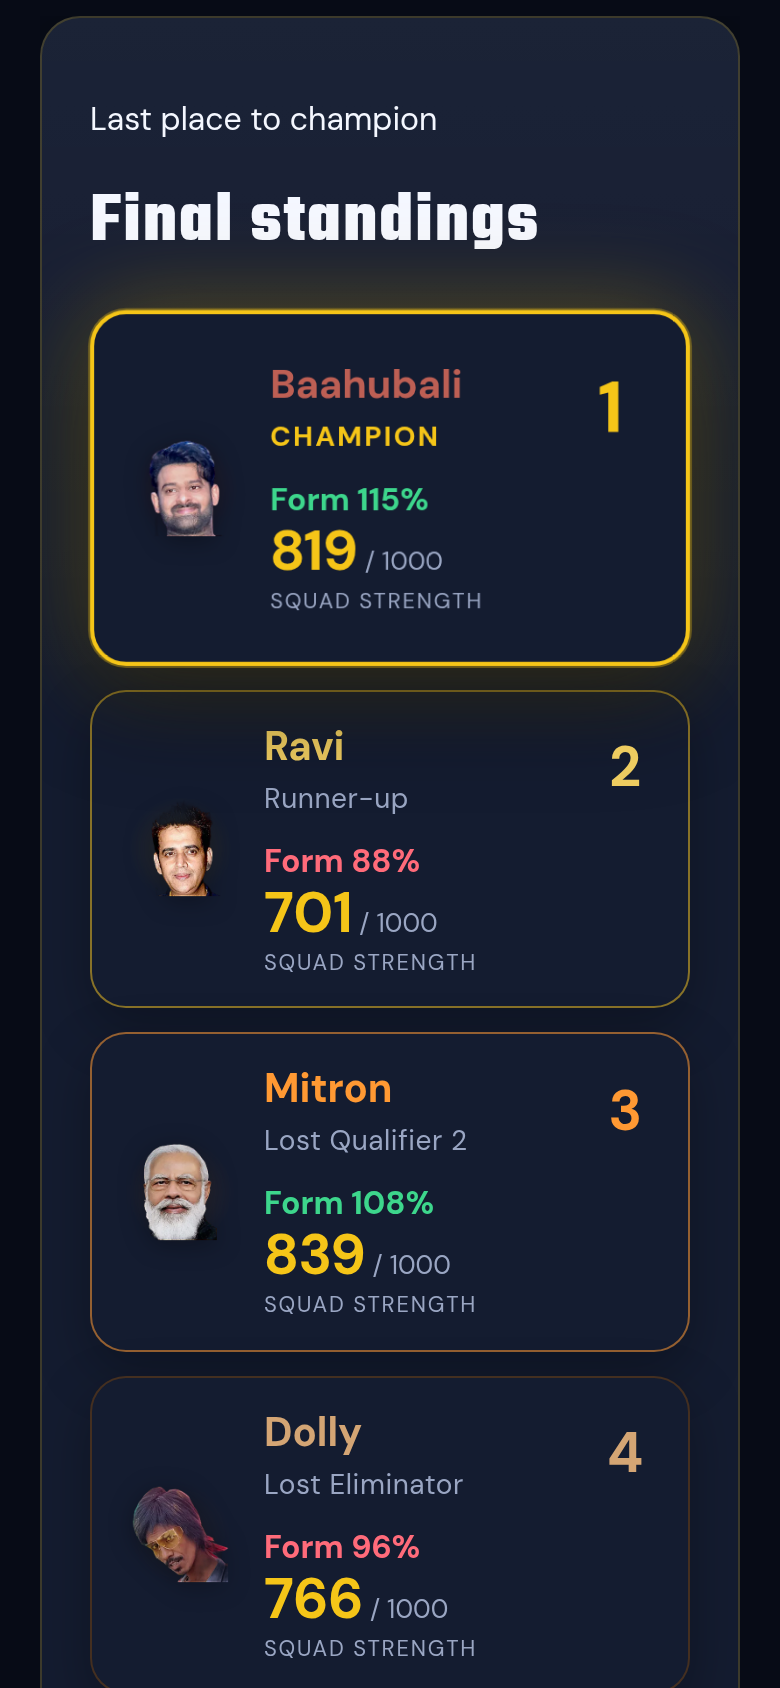 Last place to champion
Final standings
Baahubali
1
CHAMPION
Form 115%
819 / 1000
SQUAD STRENGTH
Ravi
2
Runner-up
Form 88%
701 / 1000
SQUAD STRENGTH
Mitron
3
Lost Qualifier 2
Form 108%
839 / 1000
SQUAD STRENGTH
Dolly
4
Lost Eliminator
Form 96%
766 / 1000
SQUAD STRENGTH